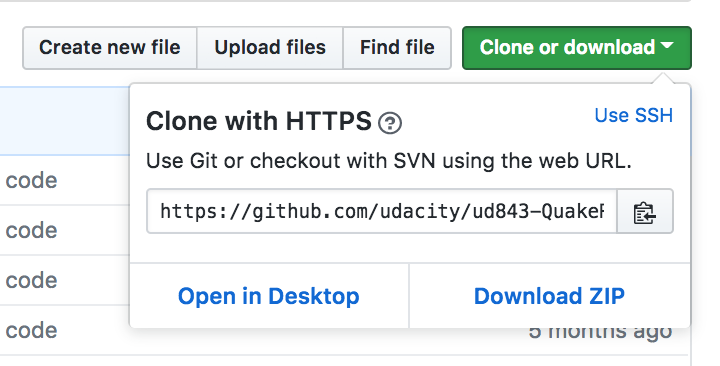 Create new file Upload files Find file Clone or download
Clone with HTTPS ?
Use SSH
Use Git or checkout with SVN using the web URL.
https://github.com/udacity/ud843-Quake
Open in Desktop Download ZIP
code
code
code
code
5 months ago